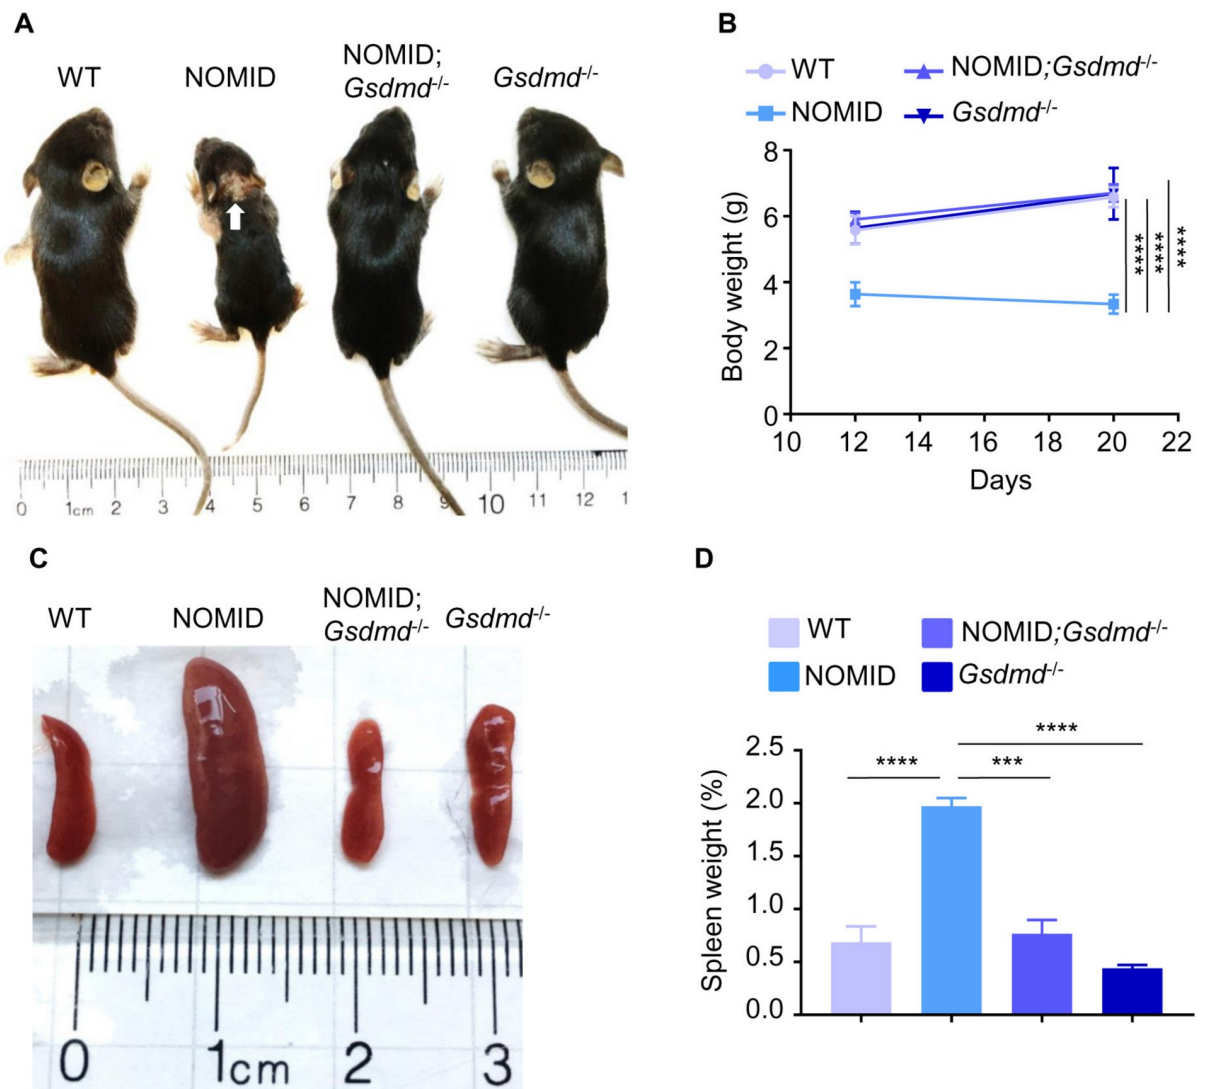 A
WT
NOMID
NOMID;
Gsdmd-/-
Gsdmd-/-
0 1cm 2 3 4 5 6 7 8 9 10 11 12 1
B
WT
NOMID;Gsdmd-/-
NOMID
Gsdmd-/-
Body weight (g)
8
6
4
2
0
10 12 14 16 18 20 22
Days
****
****
****
C
WT
NOMID
NOMID;
Gsdmd-/-
Gsdmd-/-
0 1cm 2 3
D
WT
NOMID;Gsdmd-/-
NOMID
Gsdmd-/-
Spleen weight (%)
2.5
2.0
1.5
1.0
0.5
0.0
****
**** ***